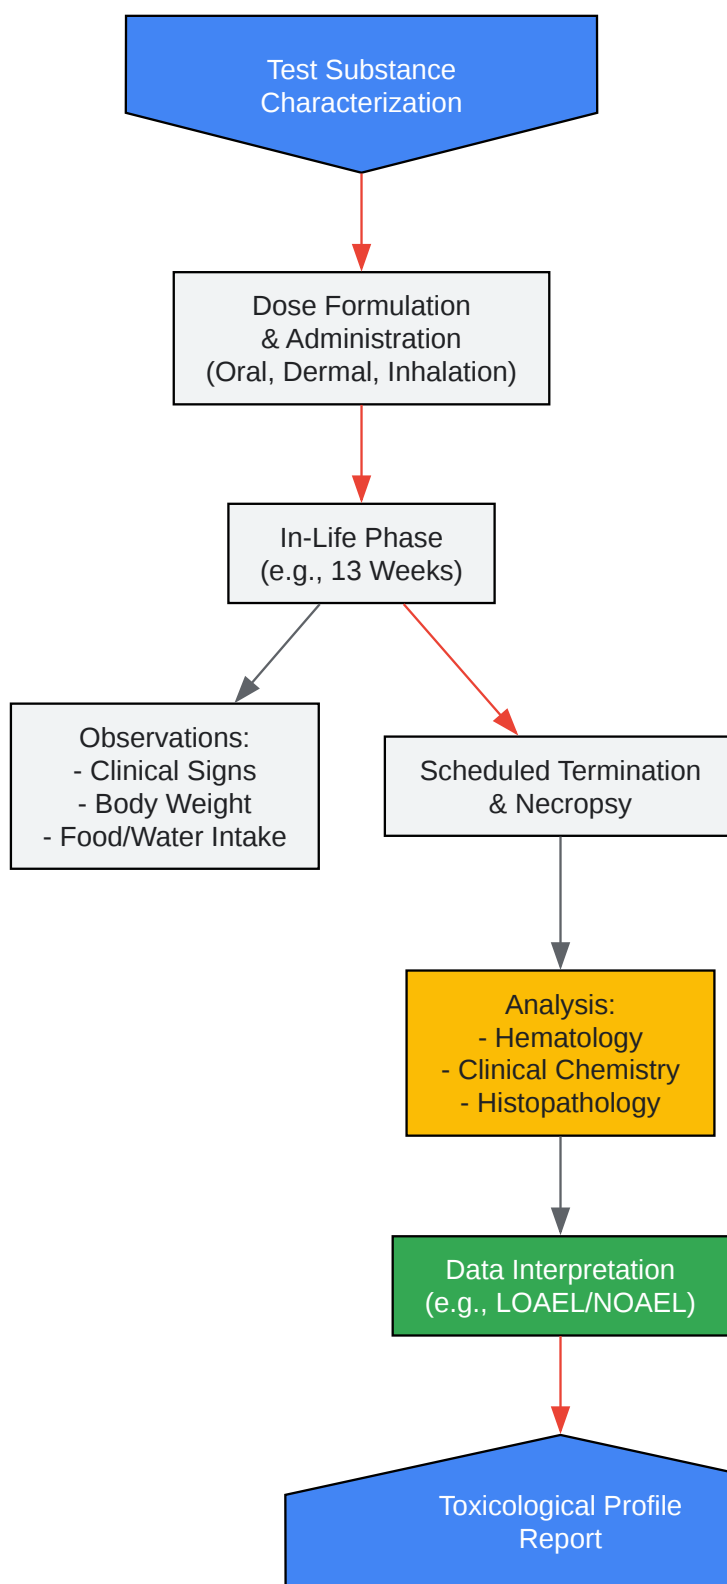 Test Substance
Characterization
Dose Formulation
& Administration
(Oral, Dermal, Inhalation)
In-Life Phase
(e.g., 13 Weeks)
Observations:
- Clinical Signs
- Body Weight
- Food/Water Intake
Scheduled Termination
& Necropsy
Analysis:
- Hematology
- Clinical Chemistry
- Histopathology
Data Interpretation
(e.g., LOAEL/NOAEL)
Toxicological Profile
Report